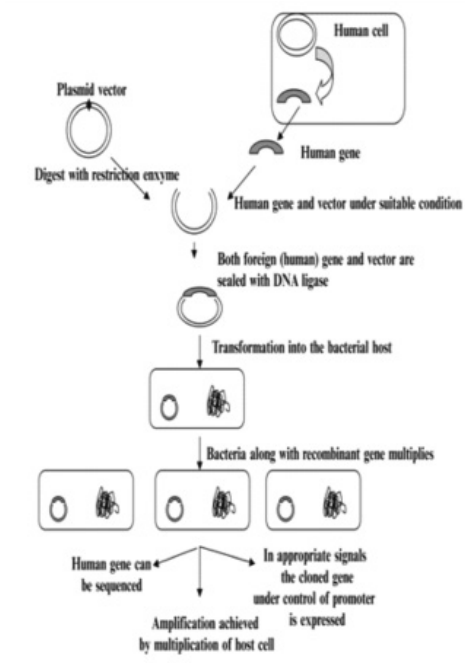 Human cell
Plasmid vector
Human gene
Digest with restriction enxyme
Human gene and vector under suitable condition
Both foreign (human) gene and vector are
sealed with DNA ligase
Transformation into the bacterial host
Bacteria along with recombinant gene multiplies
Human gene can
be sequenced
In appropriate signals
the cloned gene
under control of promoter
is expressed
Amplification achieved
by multiplication of host cell